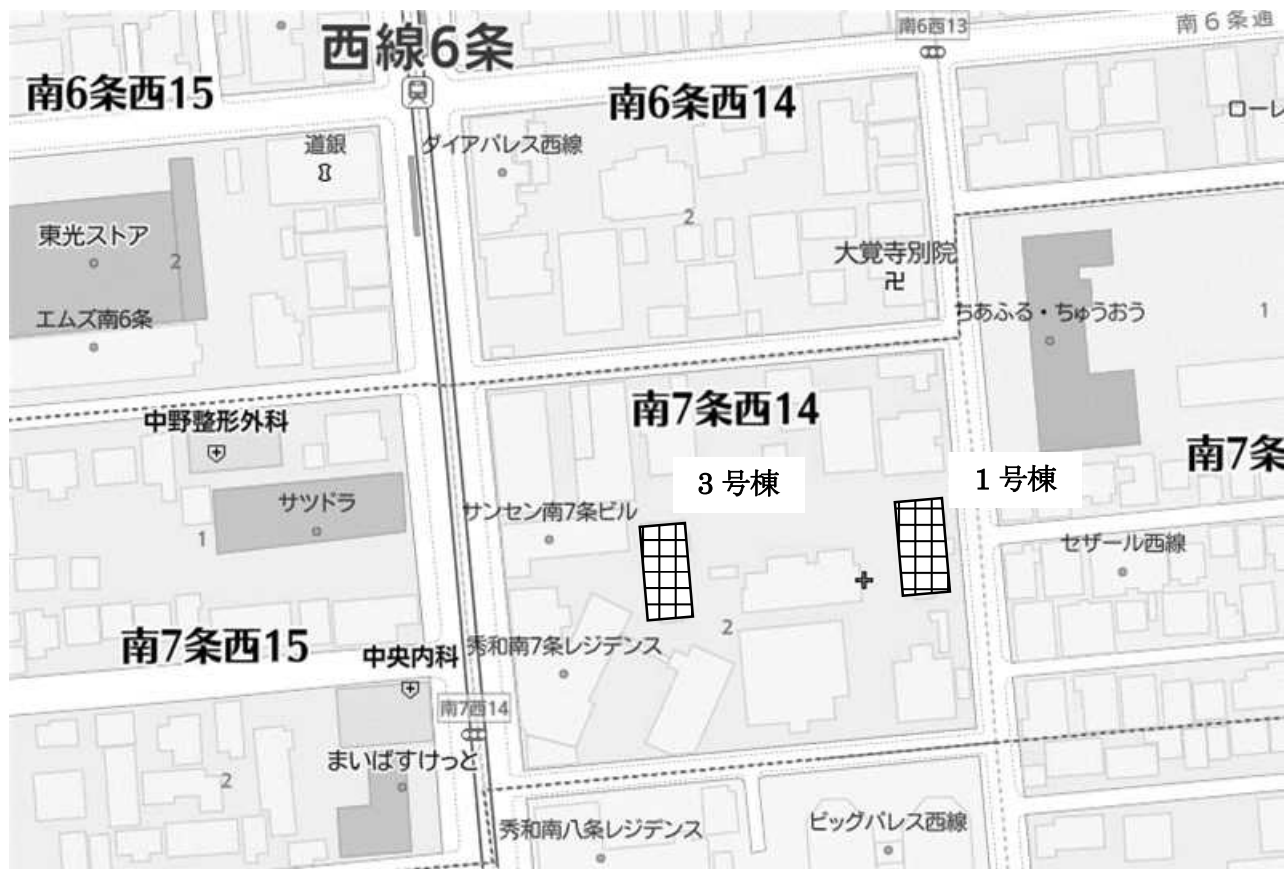 南6西13
南6条通
西線6条
南6条西15
南6条西14
ローレ
道銀
ダイアパレス西線
2
東光ストア
2
大覚寺別院
卍
エムズ南6条
ちあふる・ちゅうおう
1
南7条西14
中野整形外科
南7条
3号棟
1号棟
サツドラ
サンセン南7条ビル
1
セザール西線
2
南7条西15
秀和南7条レジデンス
中央内科
南7西14
まいばすけっと
2
秀和南八条レジデンス
ビッグパレス西線